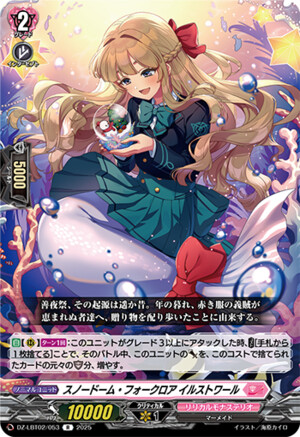 グレード
2
インターセプト
シールド
5000
善夜祭、その起源は遥か昔。年の暮れ、赤き服の義賊が
恵まれぬ者達へ、贈り物を配り歩いたことに由来する。
ターン1回 :このユニットがグレード3以上にアタックした時、(手札から
1枚捨てる)ことで、そのバトル中、このユニットの を、コストで捨てられた
カードの元々の 分、増やす。
ノーマルユニット
スノードーム・フォークロア イルストワール
リリカルモナステリオ
パワー
10000
クリティカル
1
マーメイド
DZ-LBT02/053 R 2025
イラスト/海原カイロ